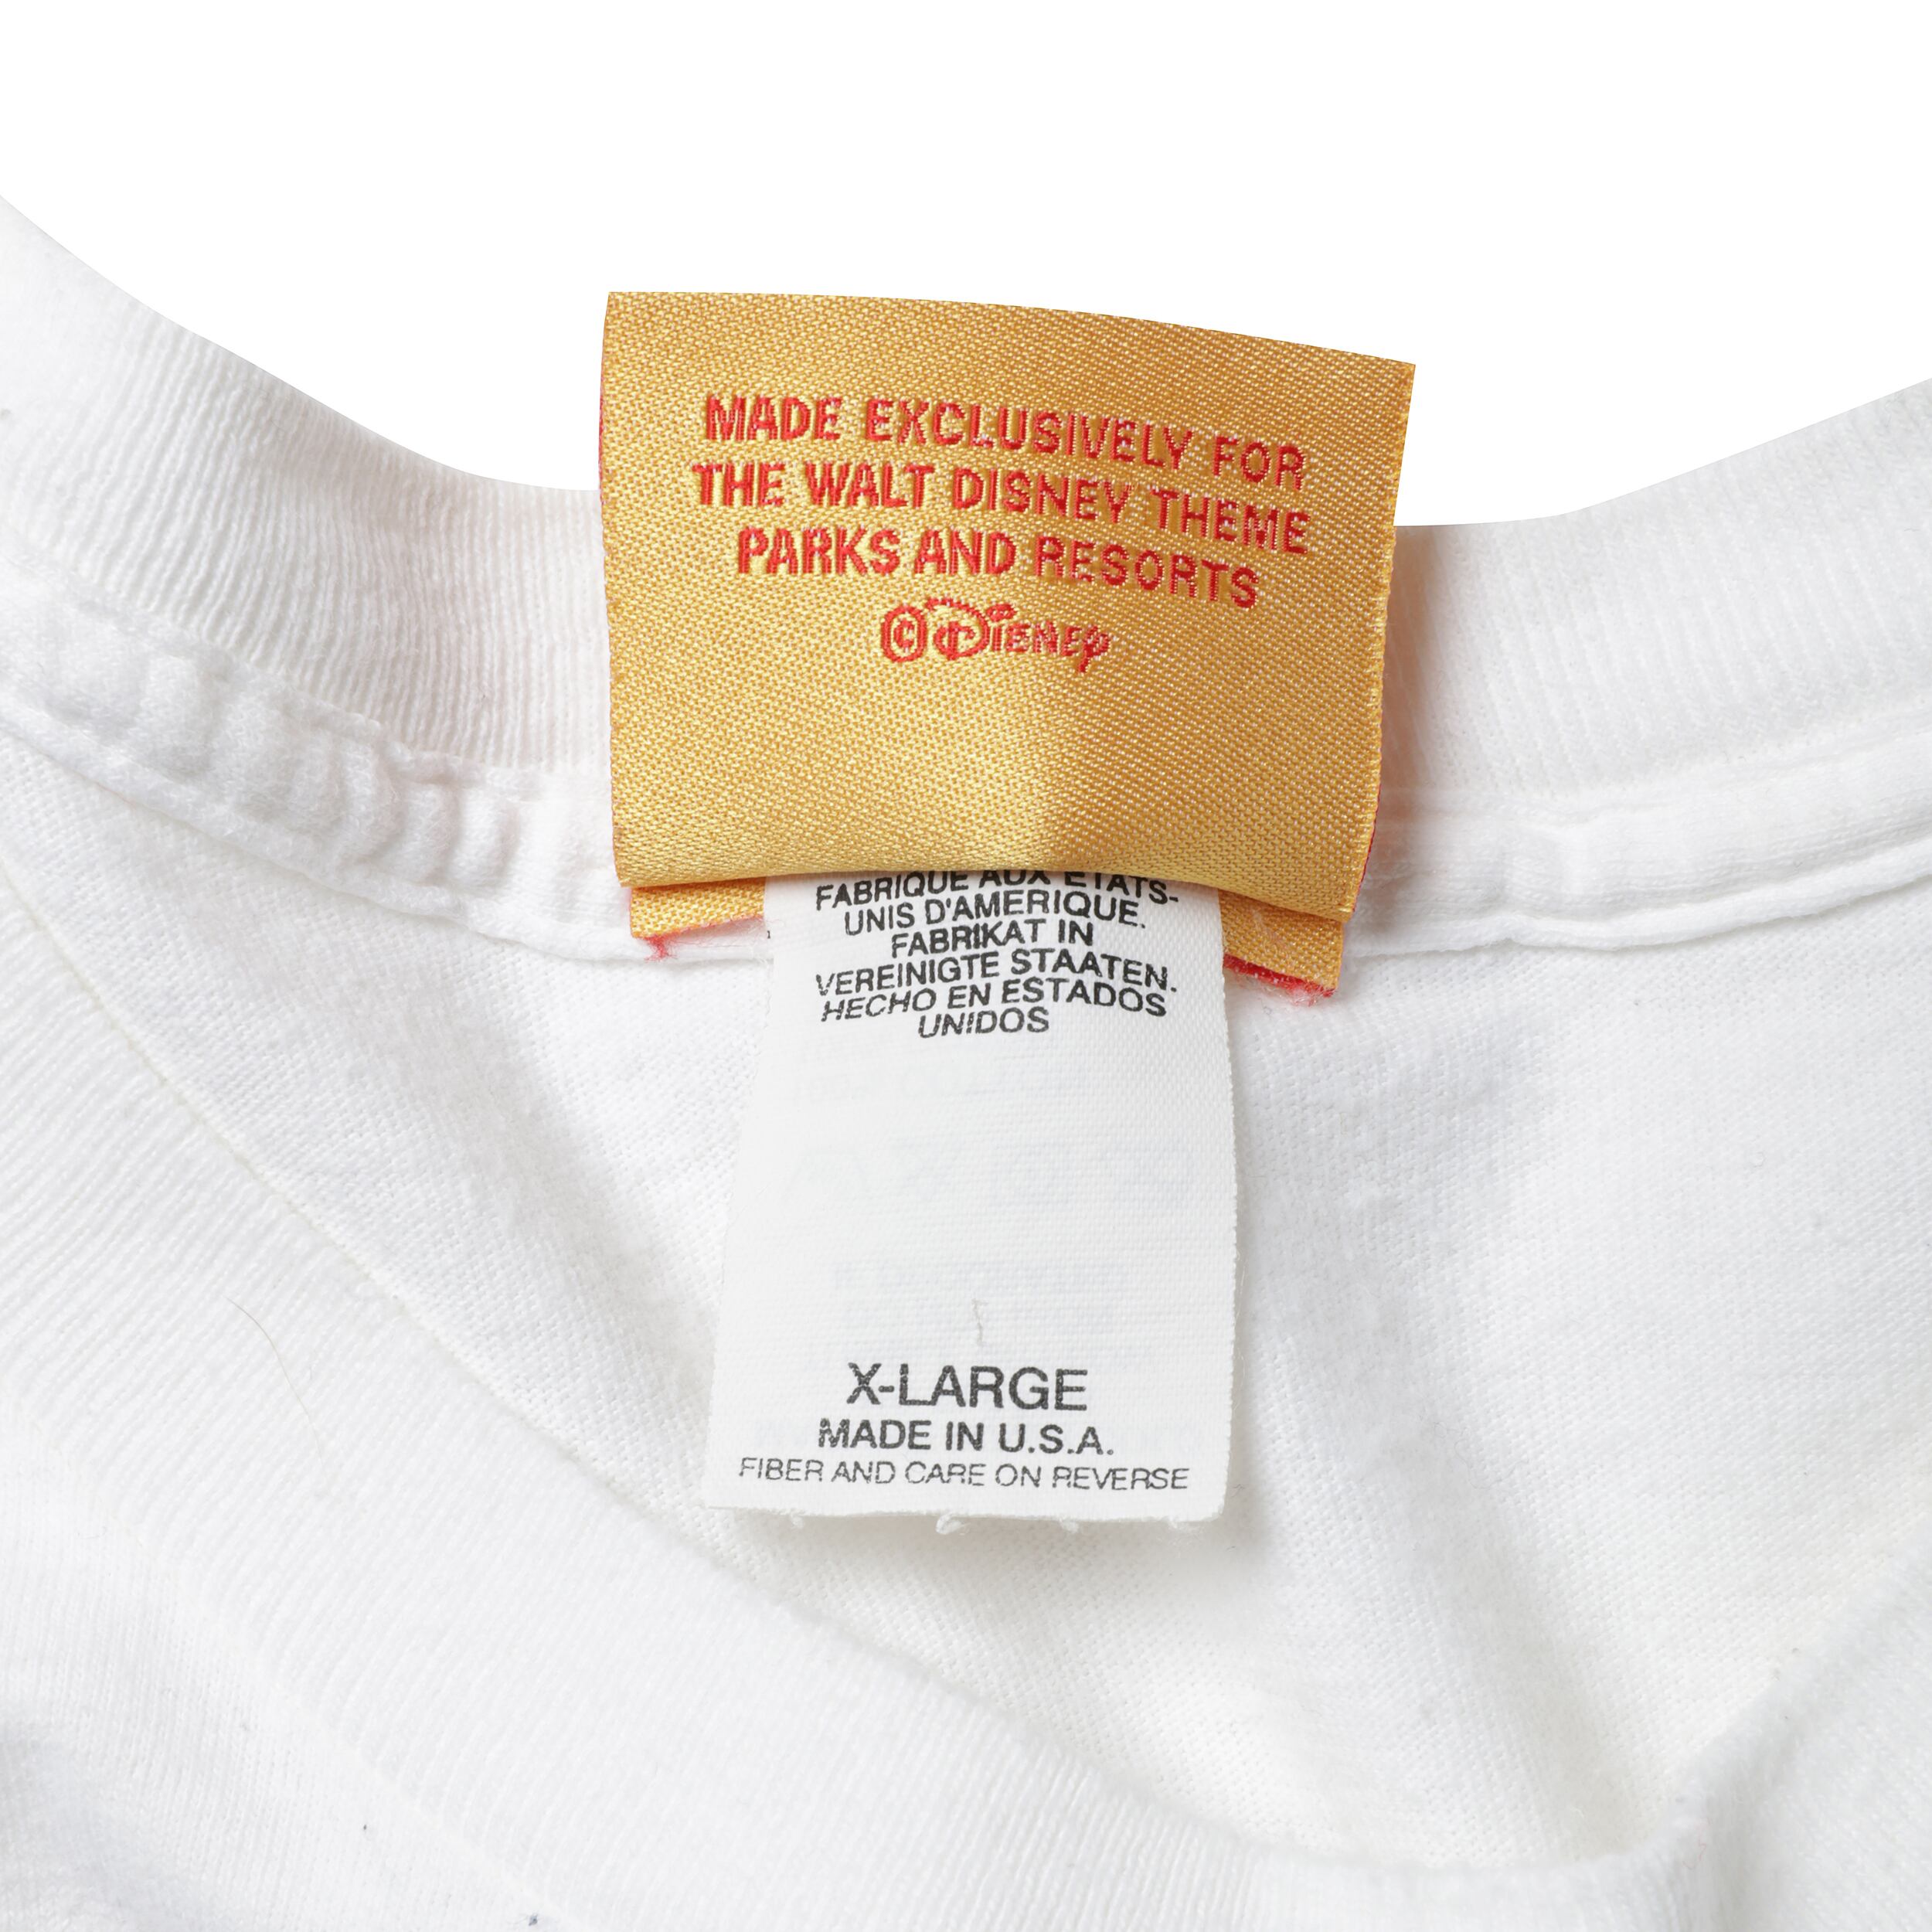 MADE EXCLUSIVELY FOR
THE WALT DISNEY THEME
PARKS AND RESORTS
©Disney
FABRIQUE AUX ETATS-
UNIS D'AMERIQUE.
FABRIKAT IN
VEREINIGTE STAATEN.
HECHO EN ESTADOS
UNIDOS
X-LARGE
MADE IN U.S.A.
FIBER AND CARE ON REVERSE